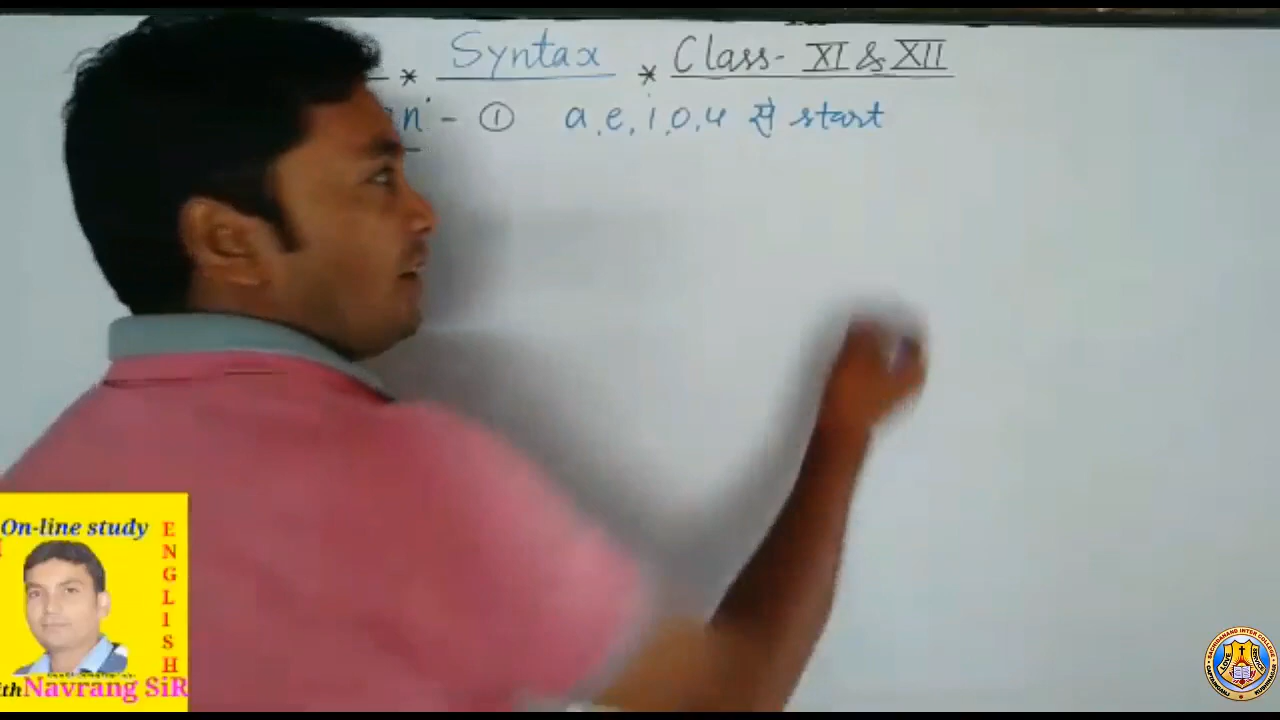 * Syntax * Class- XI & XII
n' - ① a, e, i, o, u से start
On-line study
ENGLISH
Navrang SiR